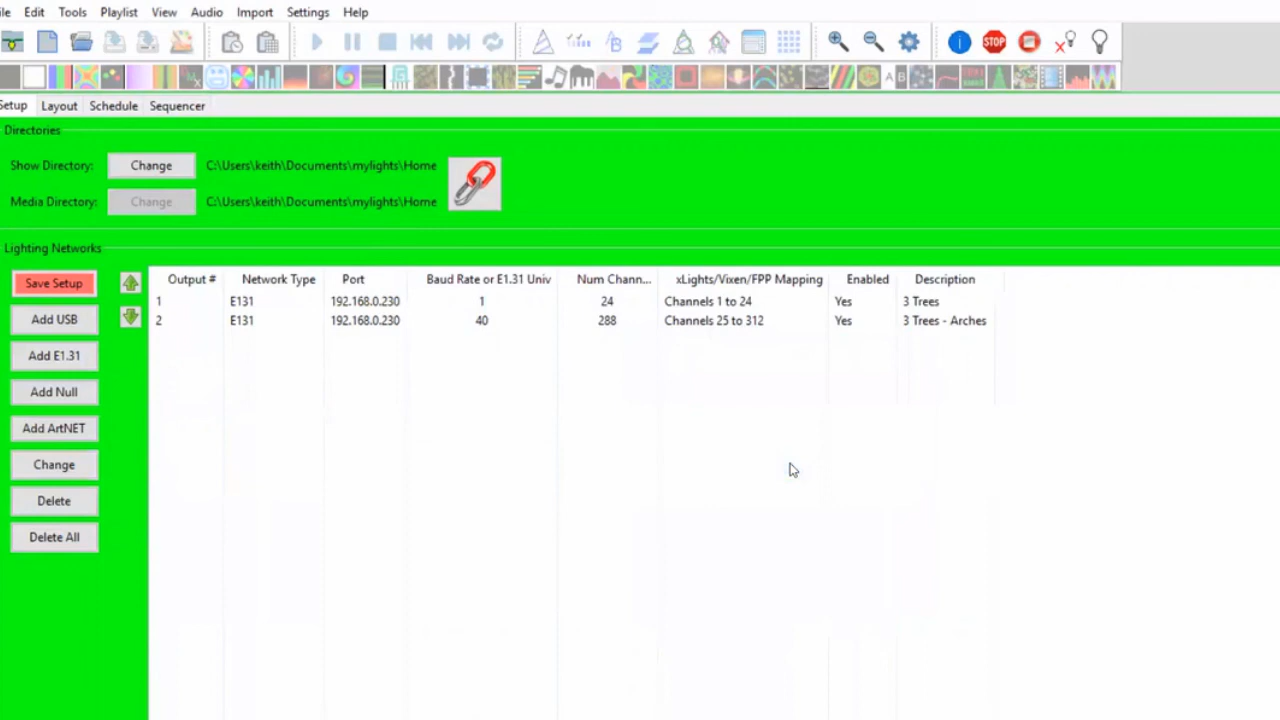 ile Edit Tools Playlist View Audio Import Settings Help
STOP
Setup Layout Schedule Sequencer
Directories
Show Directory: Change C:\Users\keith\Documents\mylights\Home
Media Directory: Change C:\Users\keith\Documents\mylights\Home
Lighting Networks
Save Setup
Add USB
Add E1.31
Add Null
Add ArtNET
Change
Delete
Delete All
Output # Network Type Port Baud Rate or E1.31 Univ Num Chann... xLights/Vixen/FPP Mapping Enabled Description
1 E131 192.168.0.230 1 24 Channels 1 to 24 Yes 3 Trees
2 E131 192.168.0.230 40 288 Channels 25 to 312 Yes 3 Trees - Arches